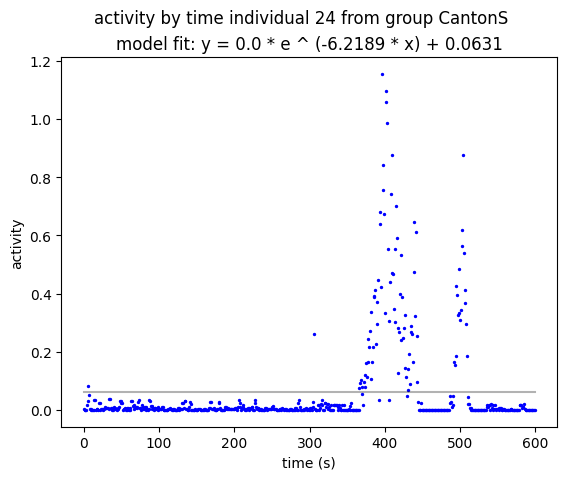 activity by time individual 24 from group CantonS
model fit: y = 0.0 * e ^ (-6.2189 * x) + 0.0631
1.2
1.0
0.8
0.6
0.4
0.2
0.0
activity
0 100 200 300 400 500 600
time (s)